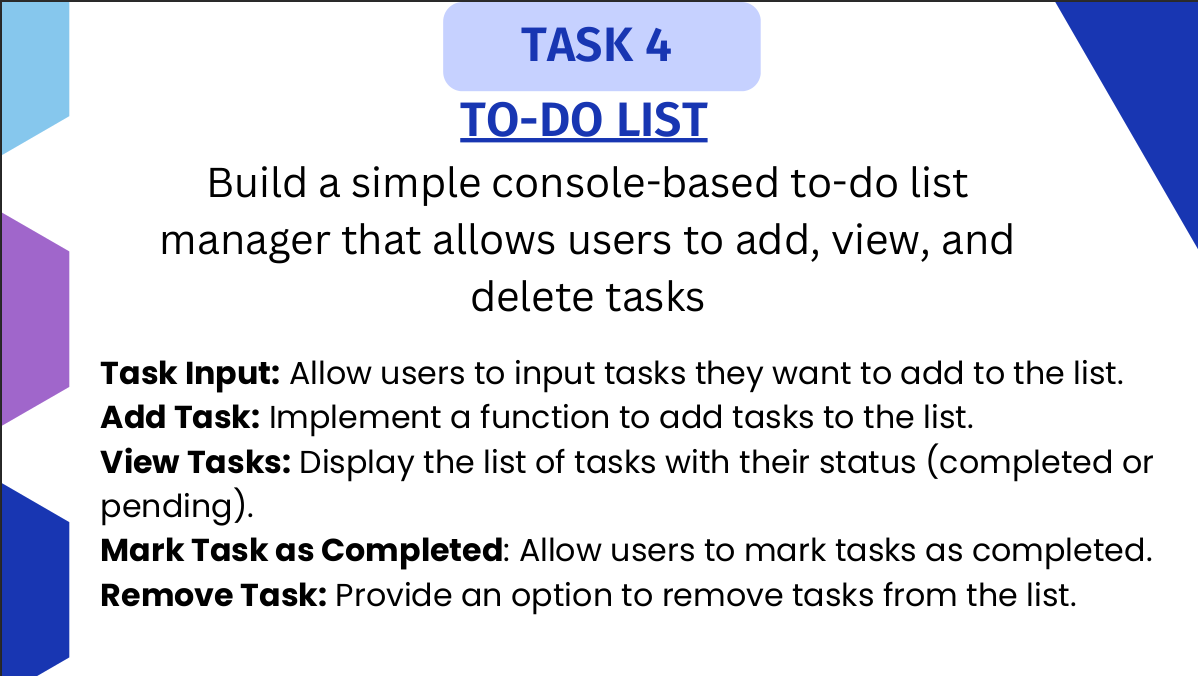 TASK 4
TO-DO LIST
Build a simple console-based to-do list
manager that allows users to add, view, and
delete tasks
Task Input: Allow users to input tasks they want to add to the list.
Add Task: Implement a function to add tasks to the list.
View Tasks: Display the list of tasks with their status (completed or
pending).
Mark Task as Completed: Allow users to mark tasks as completed.
Remove Task: Provide an option to remove tasks from the list.